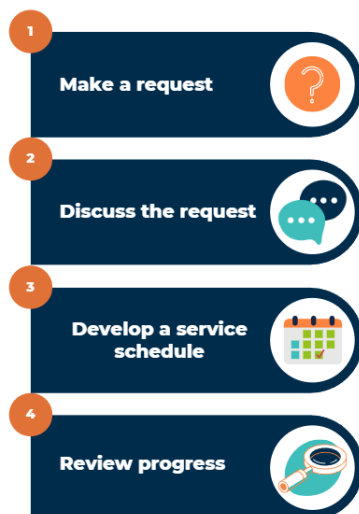 1
Make a request
2
Discuss the request
3
Develop a service
schedule
4
Review progress